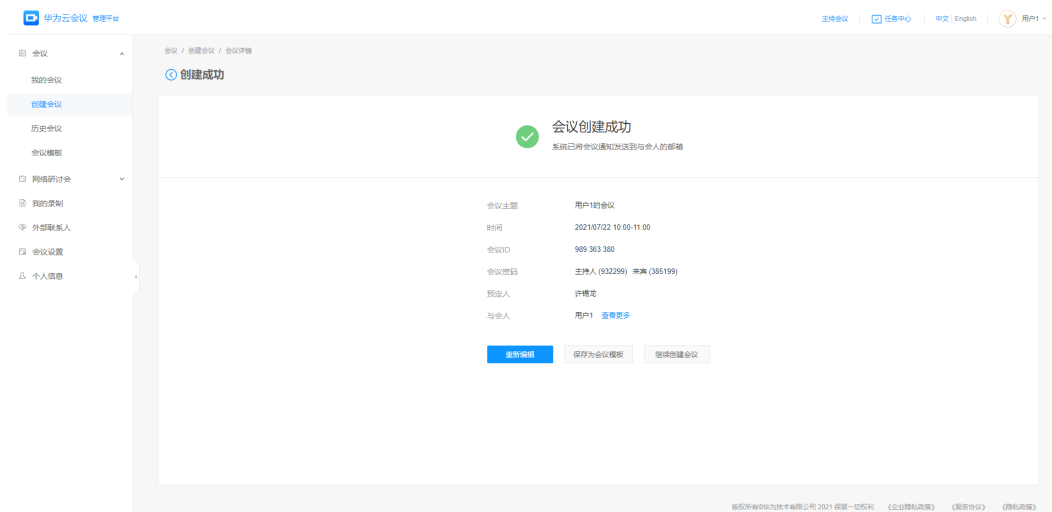 华为云会议 管理平台
主持会议 任务中心 中文 | English 用户1
会议
我的会议
创建会议
历史会议
会议模板
网络研讨会
我的录制
外部联系人
会议设置
个人信息
会议 / 创建会议 / 会议详情
创建成功
会议创建成功
系统已将会议通知发送到与会人的邮箱
会议主题 用户1的会议
时间 2021/07/22 10:00-11:00
会议ID 989 363 380
会议密码 主持人 (932299) 来宾 (385199)
预定人 许锡龙
与会人 用户1 查看更多
重新编辑 保存为会议模板 继续创建会议
版权所有©华为技术有限公司 2021 保留一切权利 《企业隐私政策》 《服务协议》 《隐私政策》